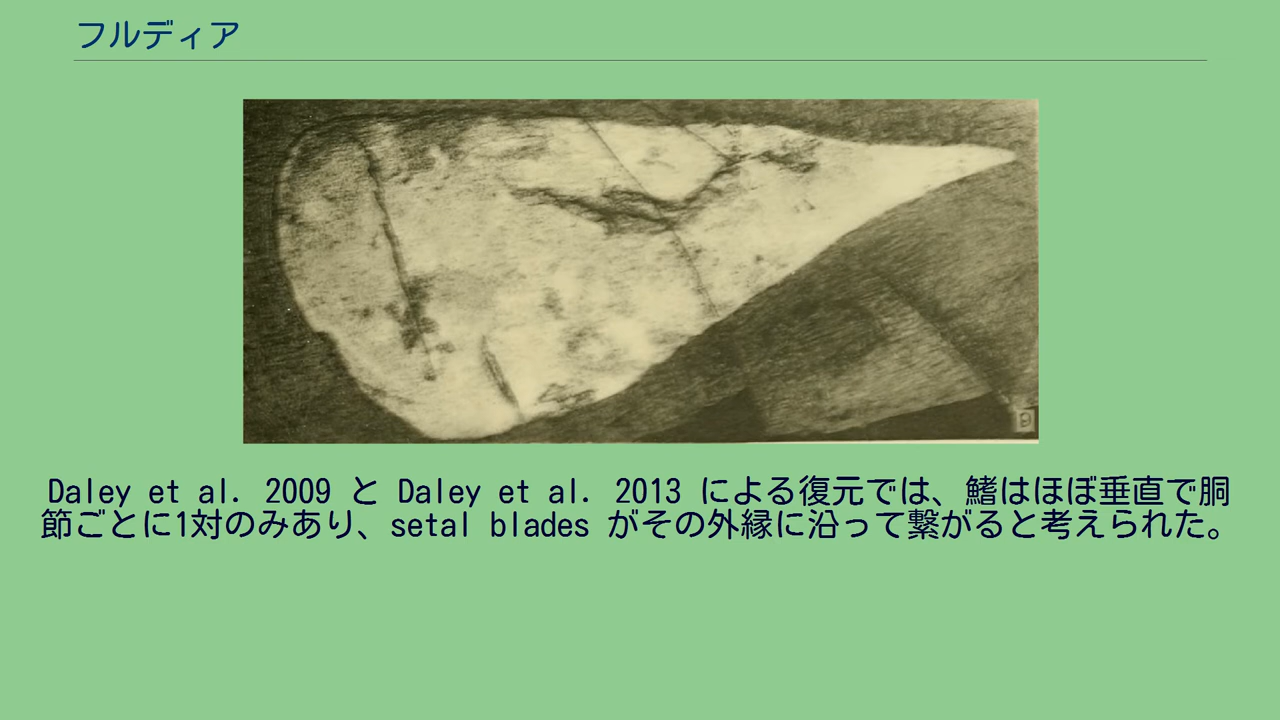 フルディア
Daley et al. 2009 と Daley et al. 2013 による復元では、鰭はほぼ垂直で胴
節ごとに1対のみあり、setal blades がその外縁に沿って繋がると考えられた。